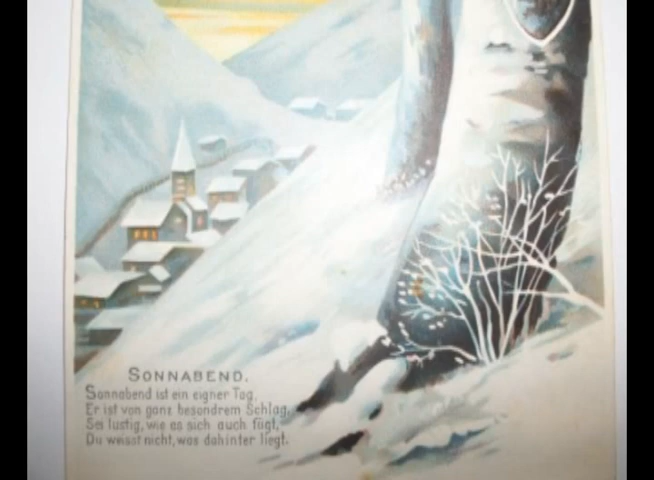 SONNABEND.
Sonnabend ist ein eigner Tag,
Er ist von ganz besondrem Schlag,
Sei lustig, wie es sich auch fügt,
Du weisst nicht, was dahinter liegt.